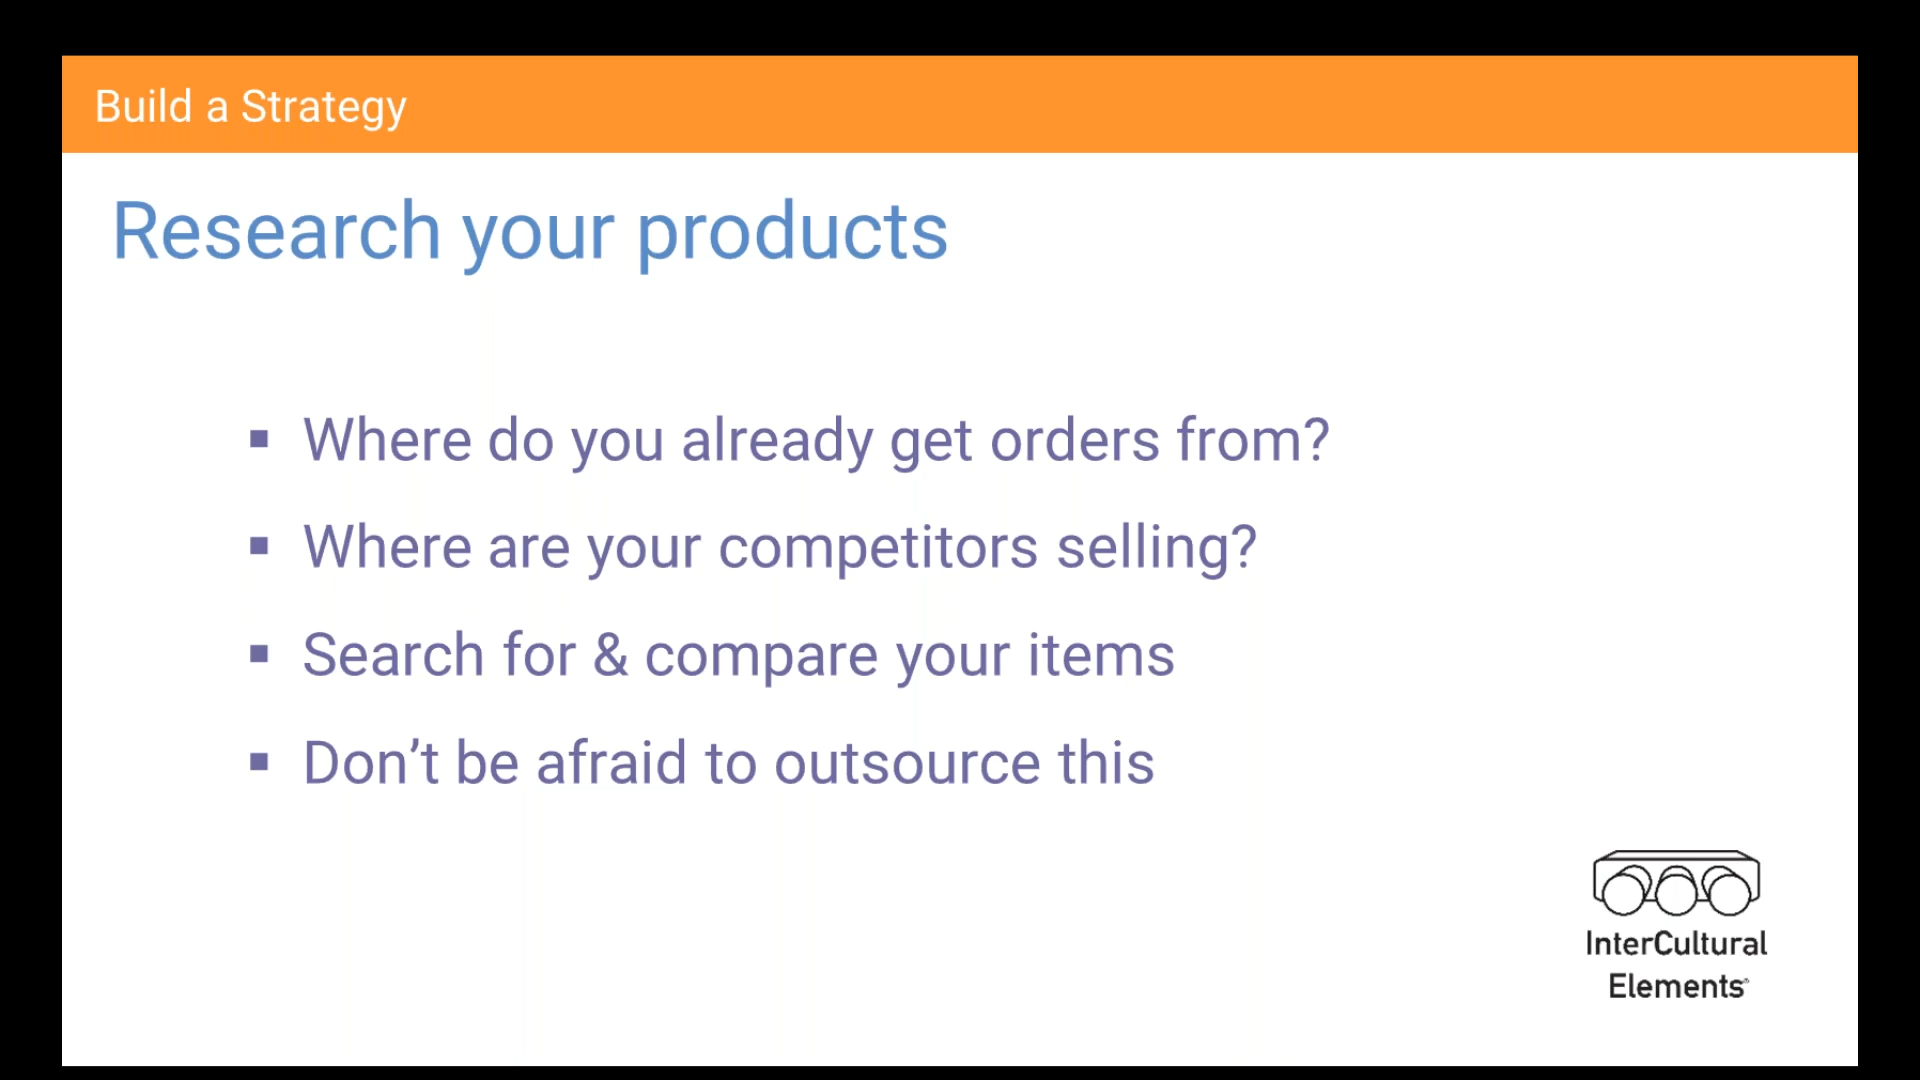 Build a Strategy
Research your products
▪ Where do you already get orders from?
▪ Where are your competitors selling?
▪ Search for & compare your items
▪ Don’t be afraid to outsource this
InterCultural
Elements®